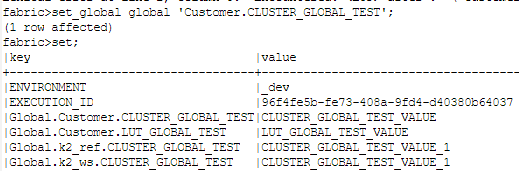 fabric>set_global global 'Customer.CLUSTER_GLOBAL_TEST';
(1 row affected)
fabric>set;
|key |value
+---------------------------------+---------------------------------
|ENVIRONMENT |_dev
|EXECUTION_ID |96f4fe5b-fe73-408a-9fd4-d40380b64037
|Global.Customer.CLUSTER_GLOBAL_TEST|CLUSTER_GLOBAL_TEST_VALUE
|Global.Customer.LUT_GLOBAL_TEST |LUT_GLOBAL_TEST_VALUE
|Global.k2_ref.CLUSTER_GLOBAL_TEST |CLUSTER_GLOBAL_TEST_VALUE_1
|Global.k2_ws.CLUSTER_GLOBAL_TEST |CLUSTER_GLOBAL_TEST_VALUE_1